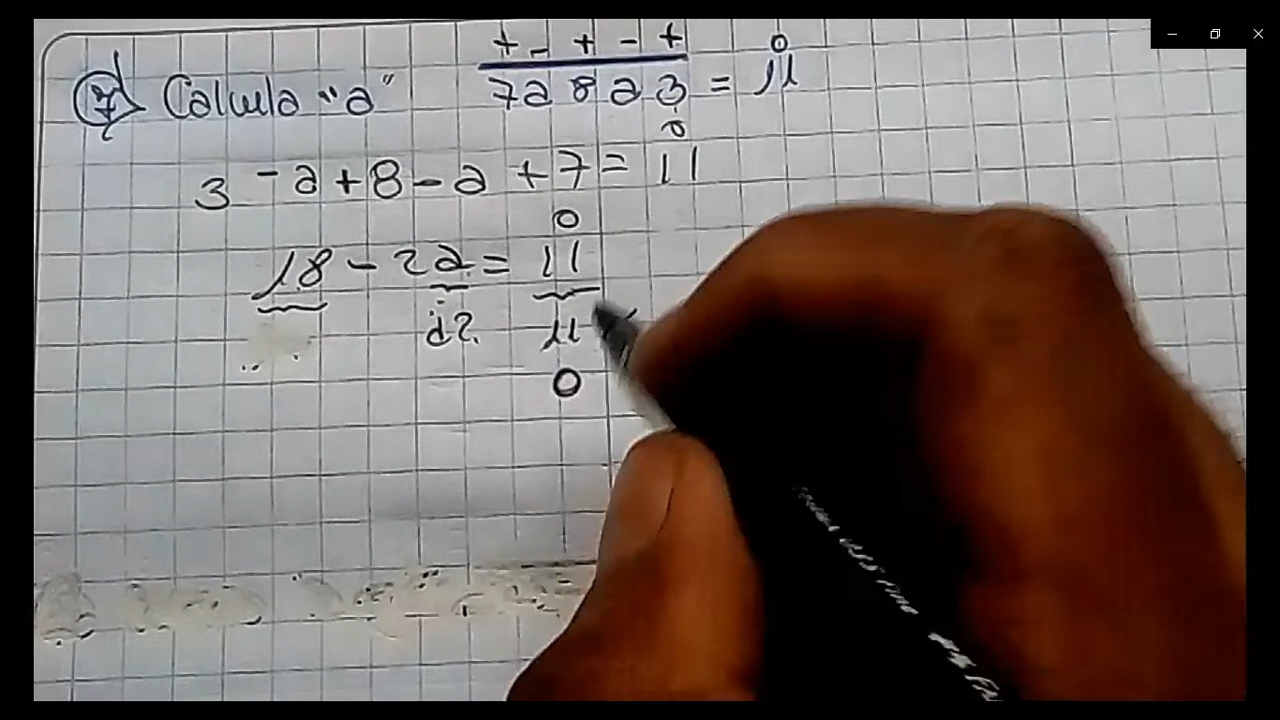 + - + - +
7) Calcula "a" 7a8a3 = 11
o
o
3 - a + 8 - a + 7 = 11
o
18 - 2a = 11
¿? 11
0